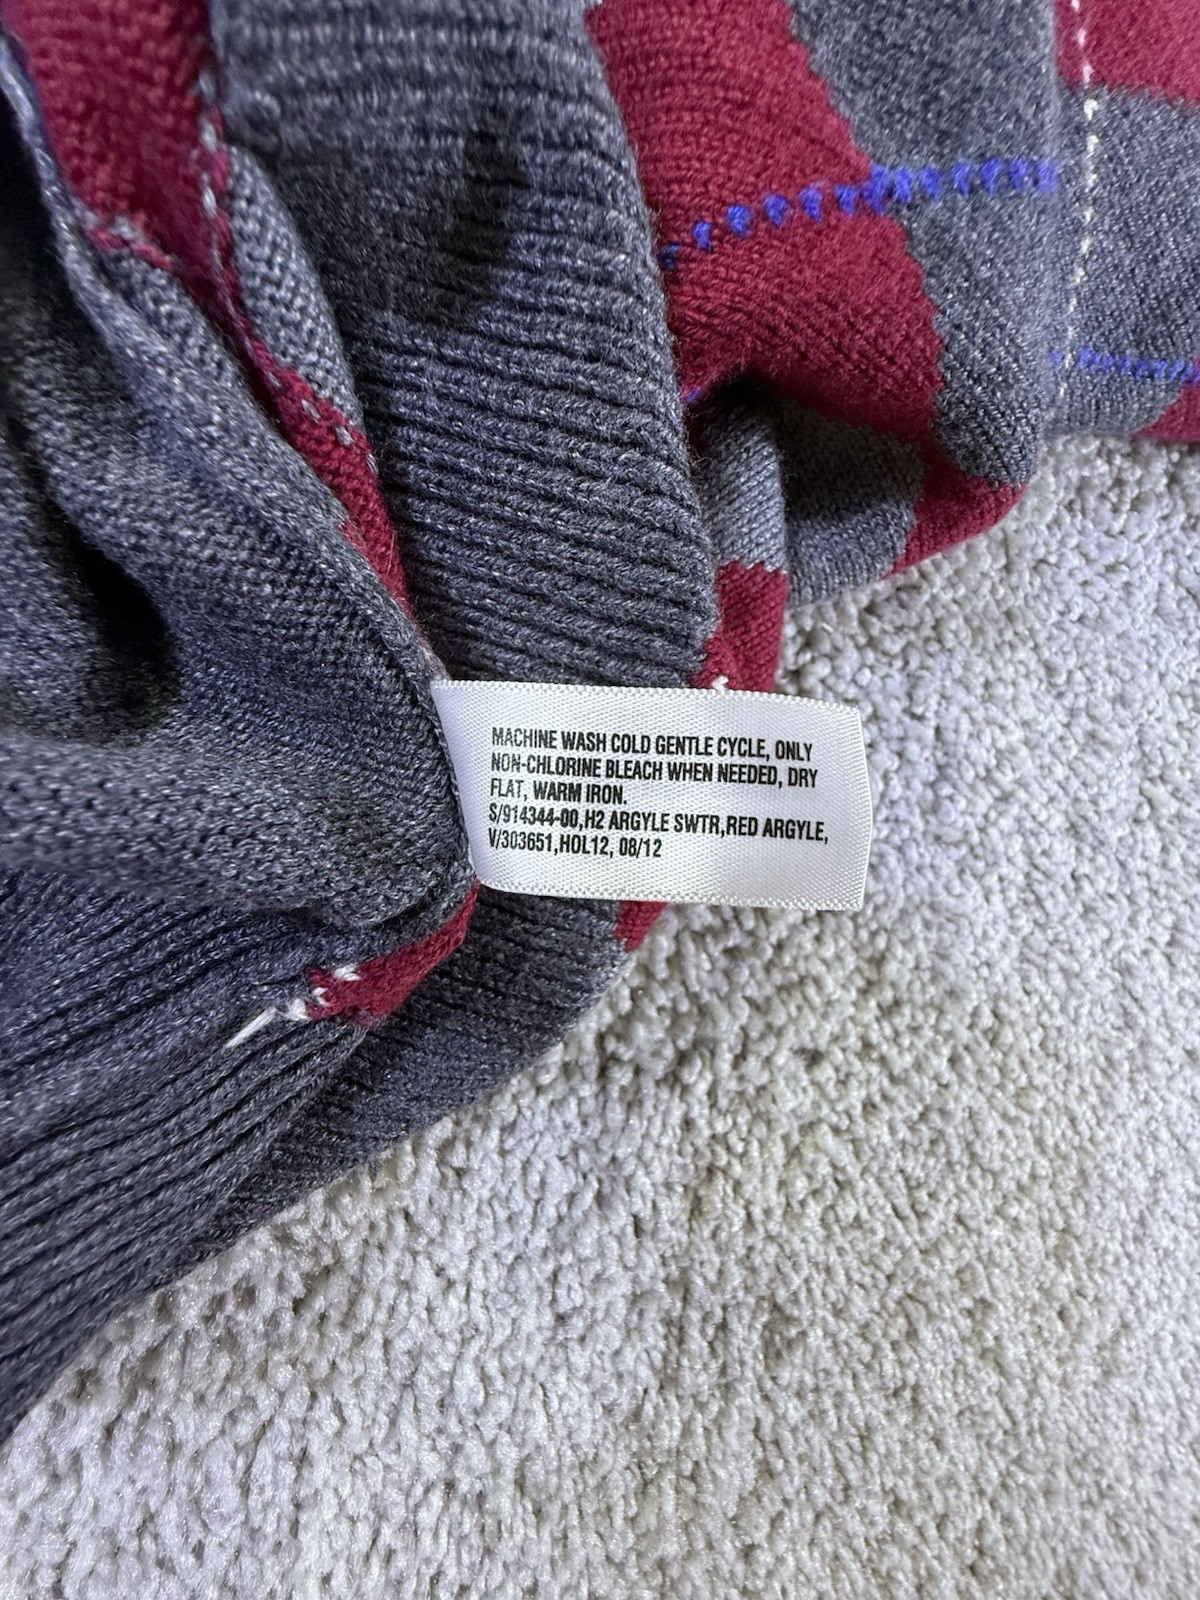 MACHINE WASH COLD GENTLE CYCLE, ONLY
NON-CHLORINE BLEACH WHEN NEEDED, DRY
FLAT, WARM IRON.
S/914344-00,H2 ARGYLE SWTR,RED ARGYLE,
V/303651,HOL12, 08/12